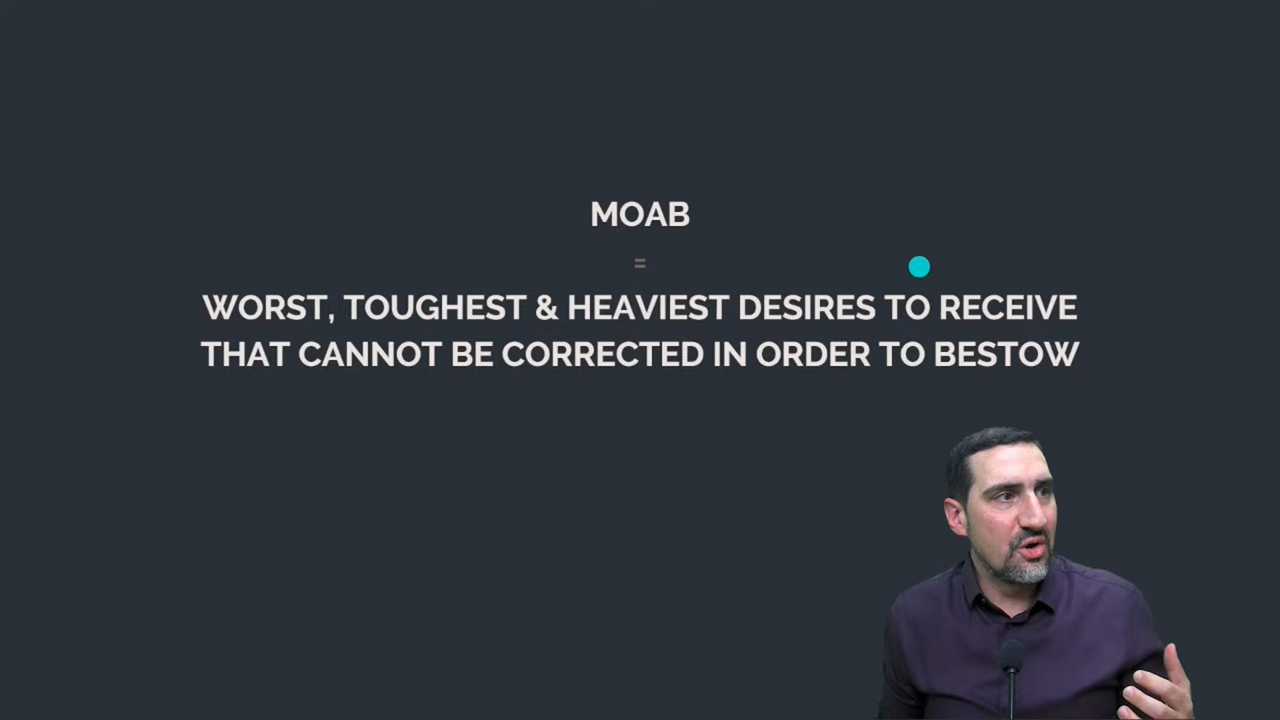 MOAB
=
WORST, TOUGHEST & HEAVIEST DESIRES TO RECEIVE
THAT CANNOT BE CORRECTED IN ORDER TO BESTOW